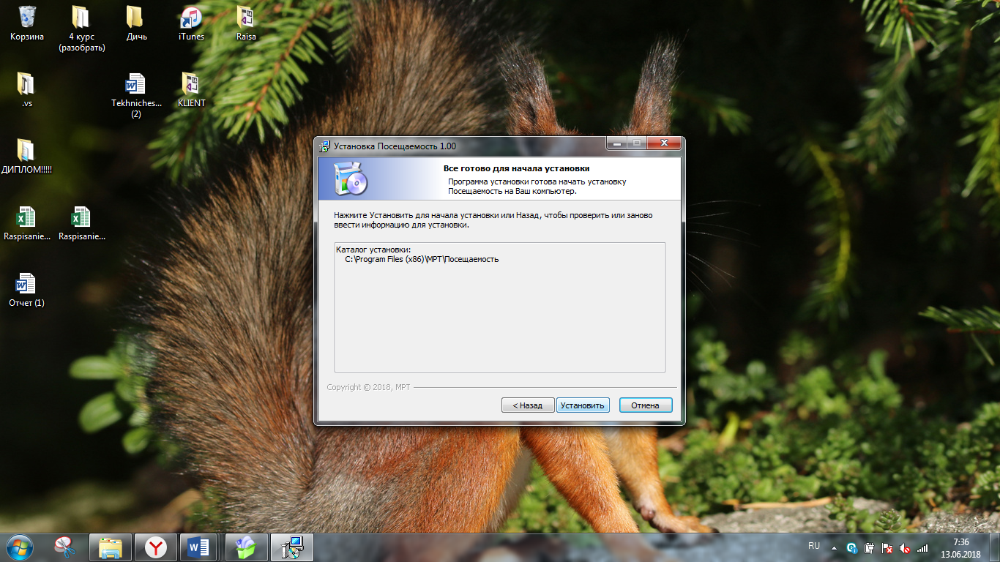 Корзина
4 курс
(разобрать)
Дичь
iTunes
Raisa
.vs
Tekhniches...
(2)
KLIENT
ДИПЛОМ!!!!!
Raspisanie...
Raspisanie...
Отчет (1)
Установка Посещаемость 1.00
Все готово для начала установки
Программа установки готова начать установку
Посещаемость на Ваш компьютер.
Нажмите Установить для начала установки или Назад, чтобы проверить или заново
ввести информацию для установки.
Каталог установки:
C:\Program Files (x86)\MPT\Посещаемость
Copyright © 2018, MPT
< Назад
Установить
Отмена
RU
7:36
13.06.2018